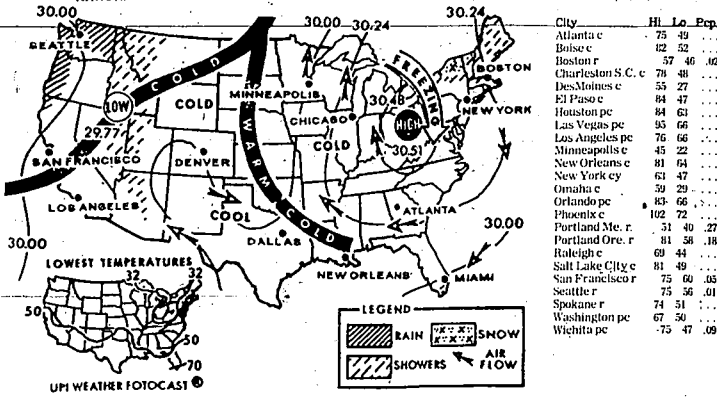 30.00
30.00
30.24
30.24
SEATTLE
BOSTON
COLD
FREEZING
LOW
COLD
MINNEAPOLIS
30.48
NEW YORK
CHICAGO
HIGH
29.77
WARM
COLD
30.51
SAN FRANCISCO
DENVER
LOS ANGELES
COOL
COLD
ATLANTA
DALLAS
30.00
30.00
NEW ORLEANS
MIAMI
LOWEST TEMPERATURES
32
32
50
50
70
UPI WEATHER FOTOCAST ®
LEGEND
RAIN
SNOW
SHOWERS
AIR FLOW
City Hi Lo Pcp
Atlanta c 75 49 ...
Boise c 82 52 ...
Boston r 57 46 .02
Charleston S.C. c 78 48 ...
DesMoines c 55 27 ...
El Paso c 84 47 ...
Houston pc 84 63 ...
Las Vegas pc 95 66 ...
Los Angeles pc 76 66 ...
Minneapolis c 45 22 ...
New Orleans c 81 64 ...
New York cy 63 47 ...
Omaha c 59 29 ...
Orlando pc 83 66 ...
Phoenix c 102 72 ...
Portland Me. r 51 40 .27
Portland Ore. r 81 58 .18
Raleigh c 69 44 ...
Salt Lake City c 81 49 ...
San Francisco r 75 60 .05
Seattle r 75 56 .01
Spokane r 74 51 ...
Washington pc 67 50 ...
Wichita pc 75 47 .09